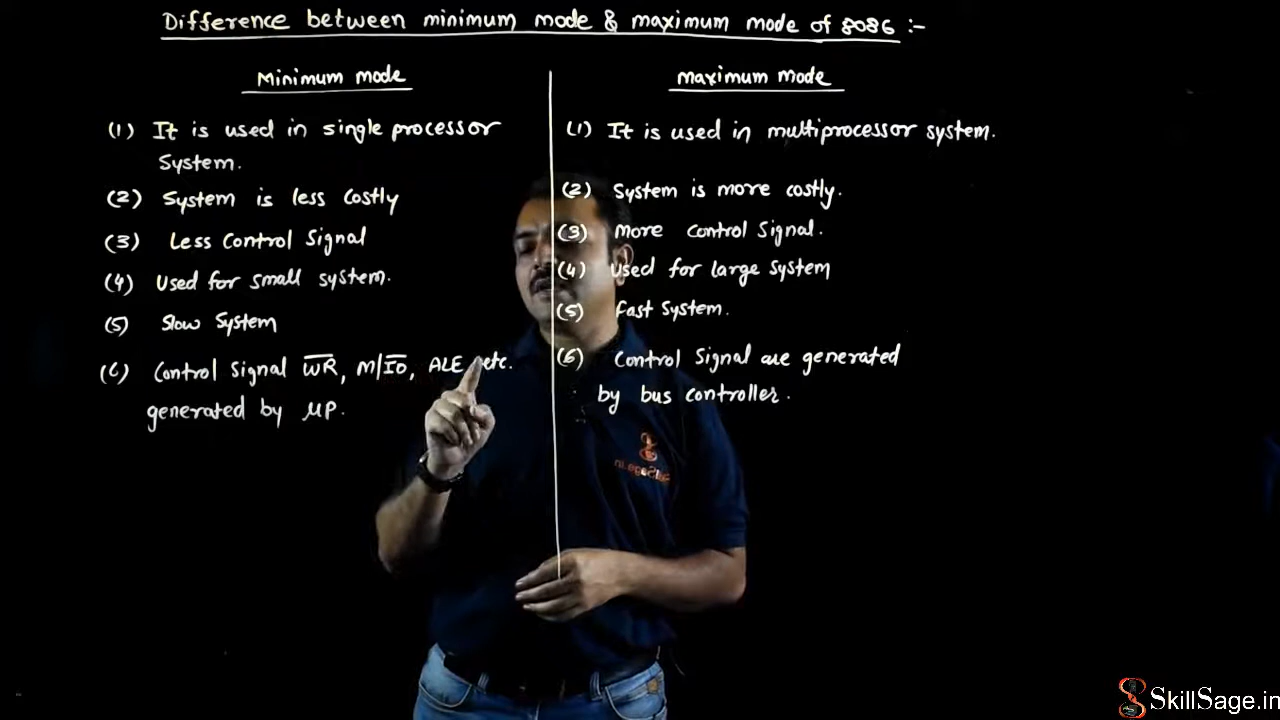 Difference between minimum mode & maximum mode of 8086 :-
Minimum mode
(1) It is used in single processor
System.
(2) System is less costly
(3) Less Control Signal
(4) Used for small system.
(5) Slow System
(6) Control Signal W̅R̅, M/I̅O̅, ALE etc.
generated by μP.
maximum mode
(1) It is used in multiprocessor system.
(2) System is more costly.
(3) More control Signal.
(4) Used for large system
(5) Fast System.
(6) Control Signal are generated
by bus controller.
SkillSage.in
SkillSage.in